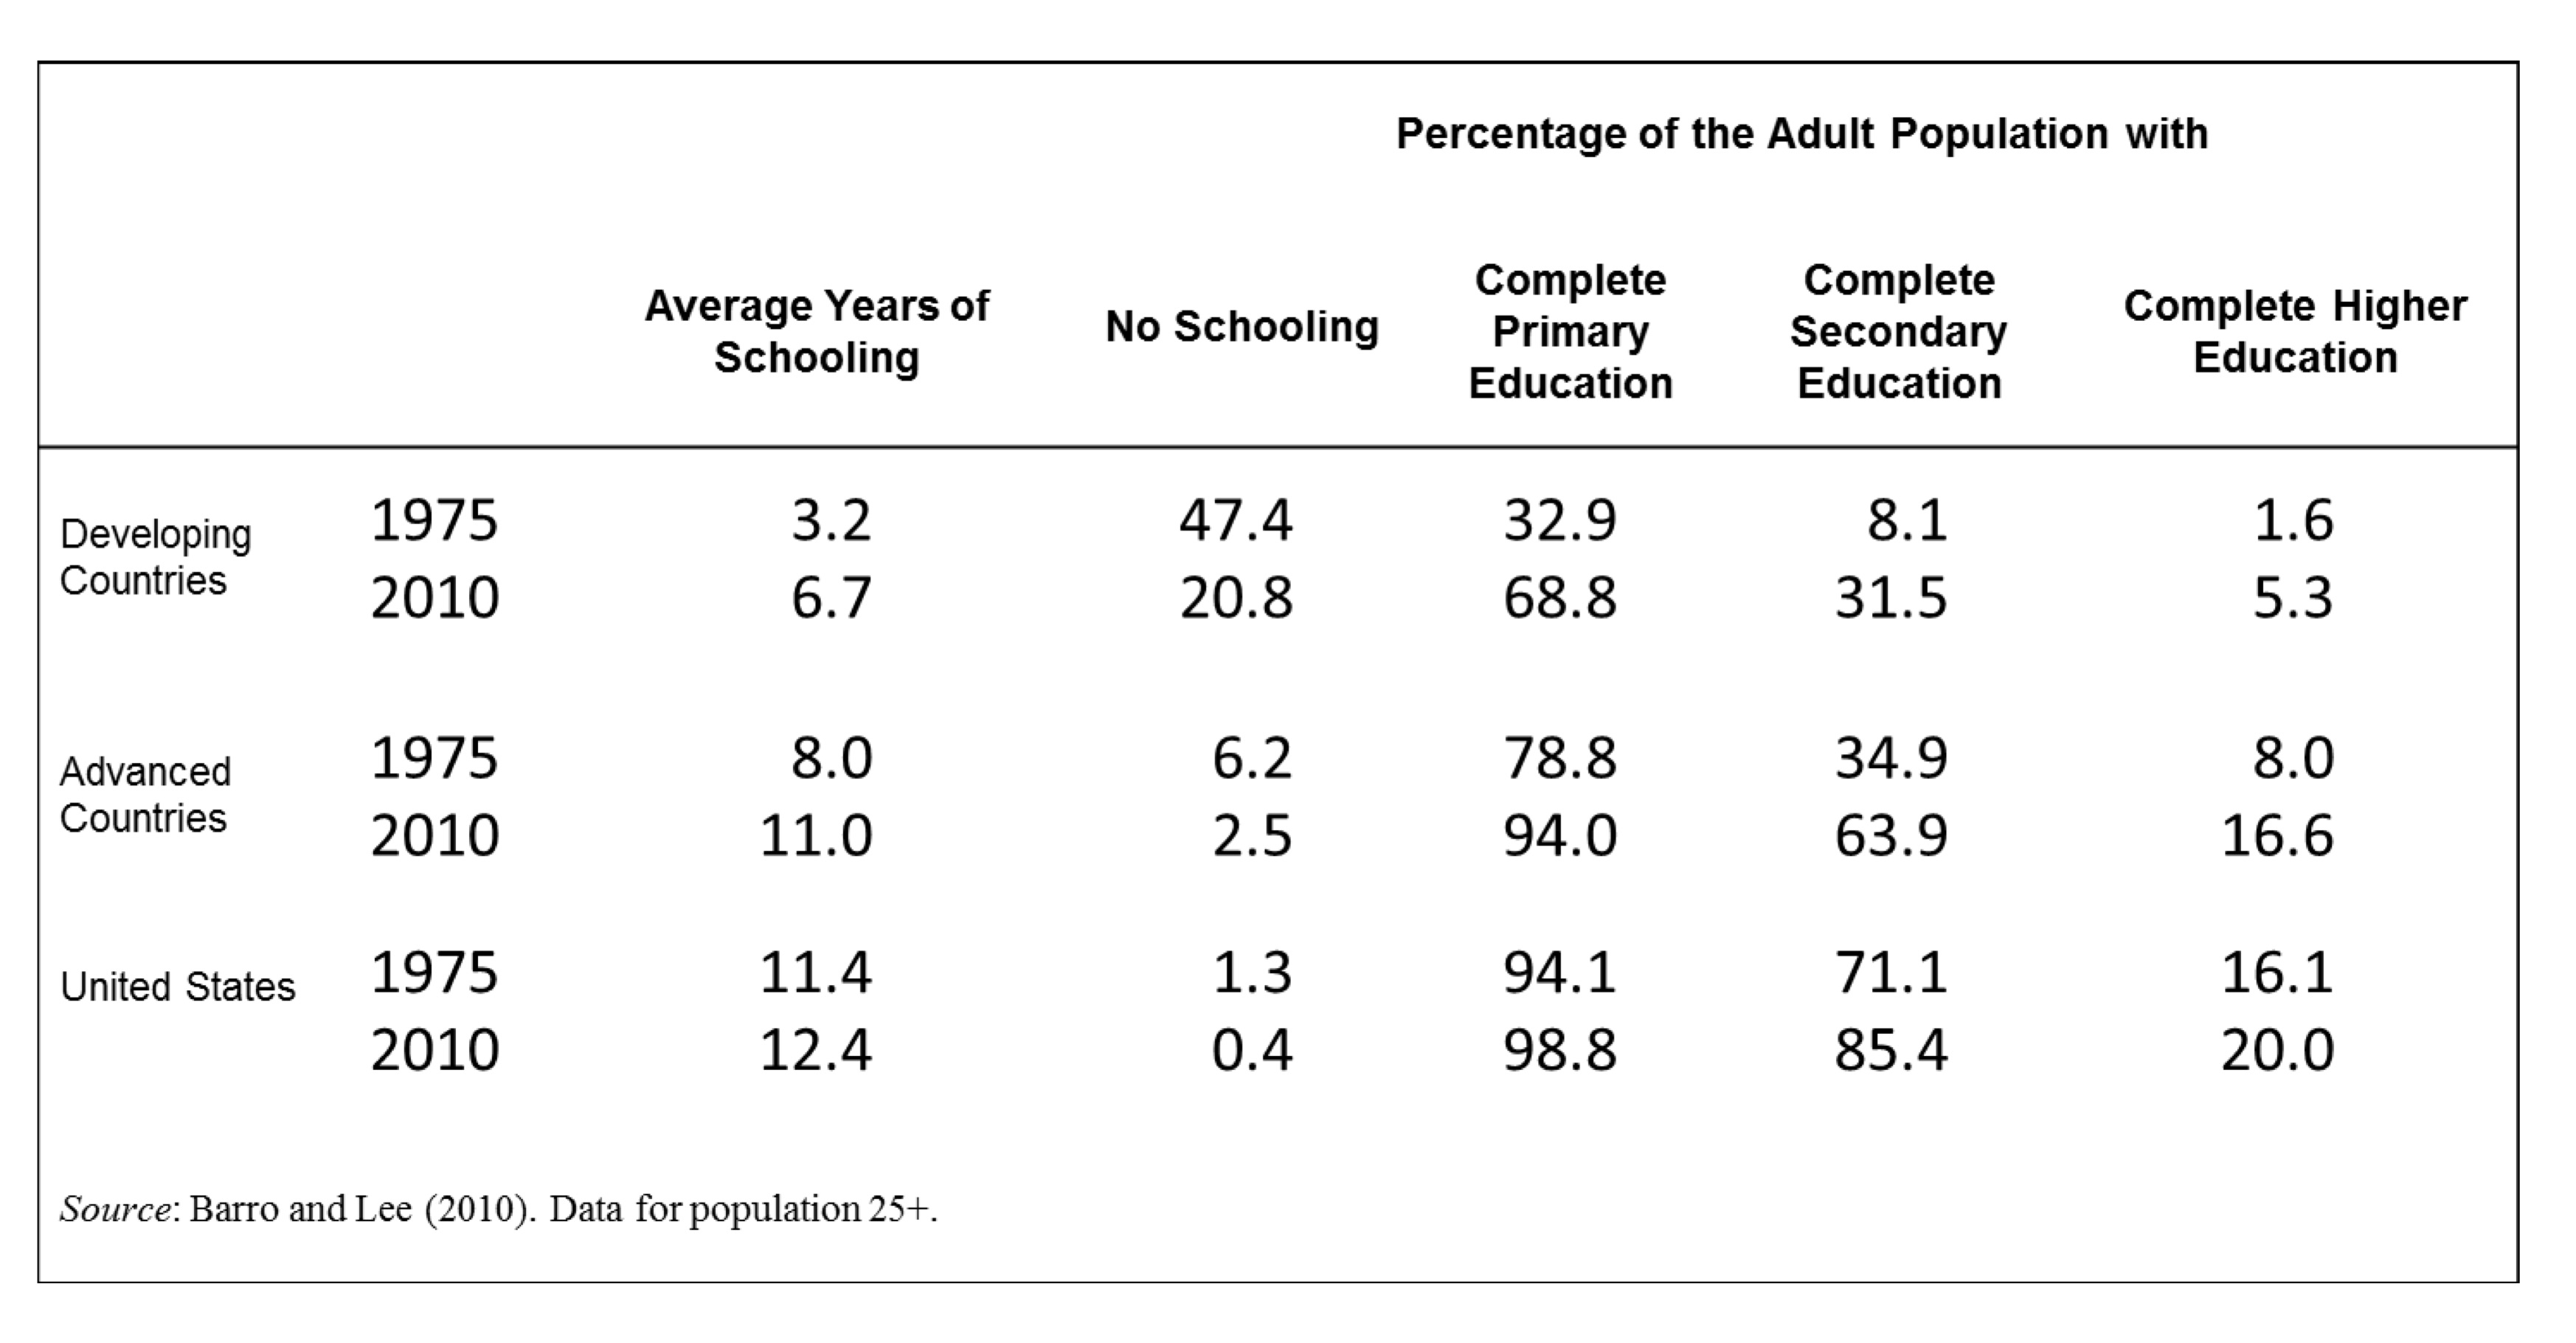 Percentage of the Adult Population with
Average Years of
Schooling
No Schooling
Complete
Primary
Education
Complete
Secondary
Education
Complete Higher
Education
Developing
Countries
1975 3.2 47.4 32.9 8.1 1.6
2010 6.7 20.8 68.8 31.5 5.3
Advanced
Countries
1975 8.0 6.2 78.8 34.9 8.0
2010 11.0 2.5 94.0 63.9 16.6
United States
1975 11.4 1.3 94.1 71.1 16.1
2010 12.4 0.4 98.8 85.4 20.0
Source: Barro and Lee (2010). Data for population 25+.